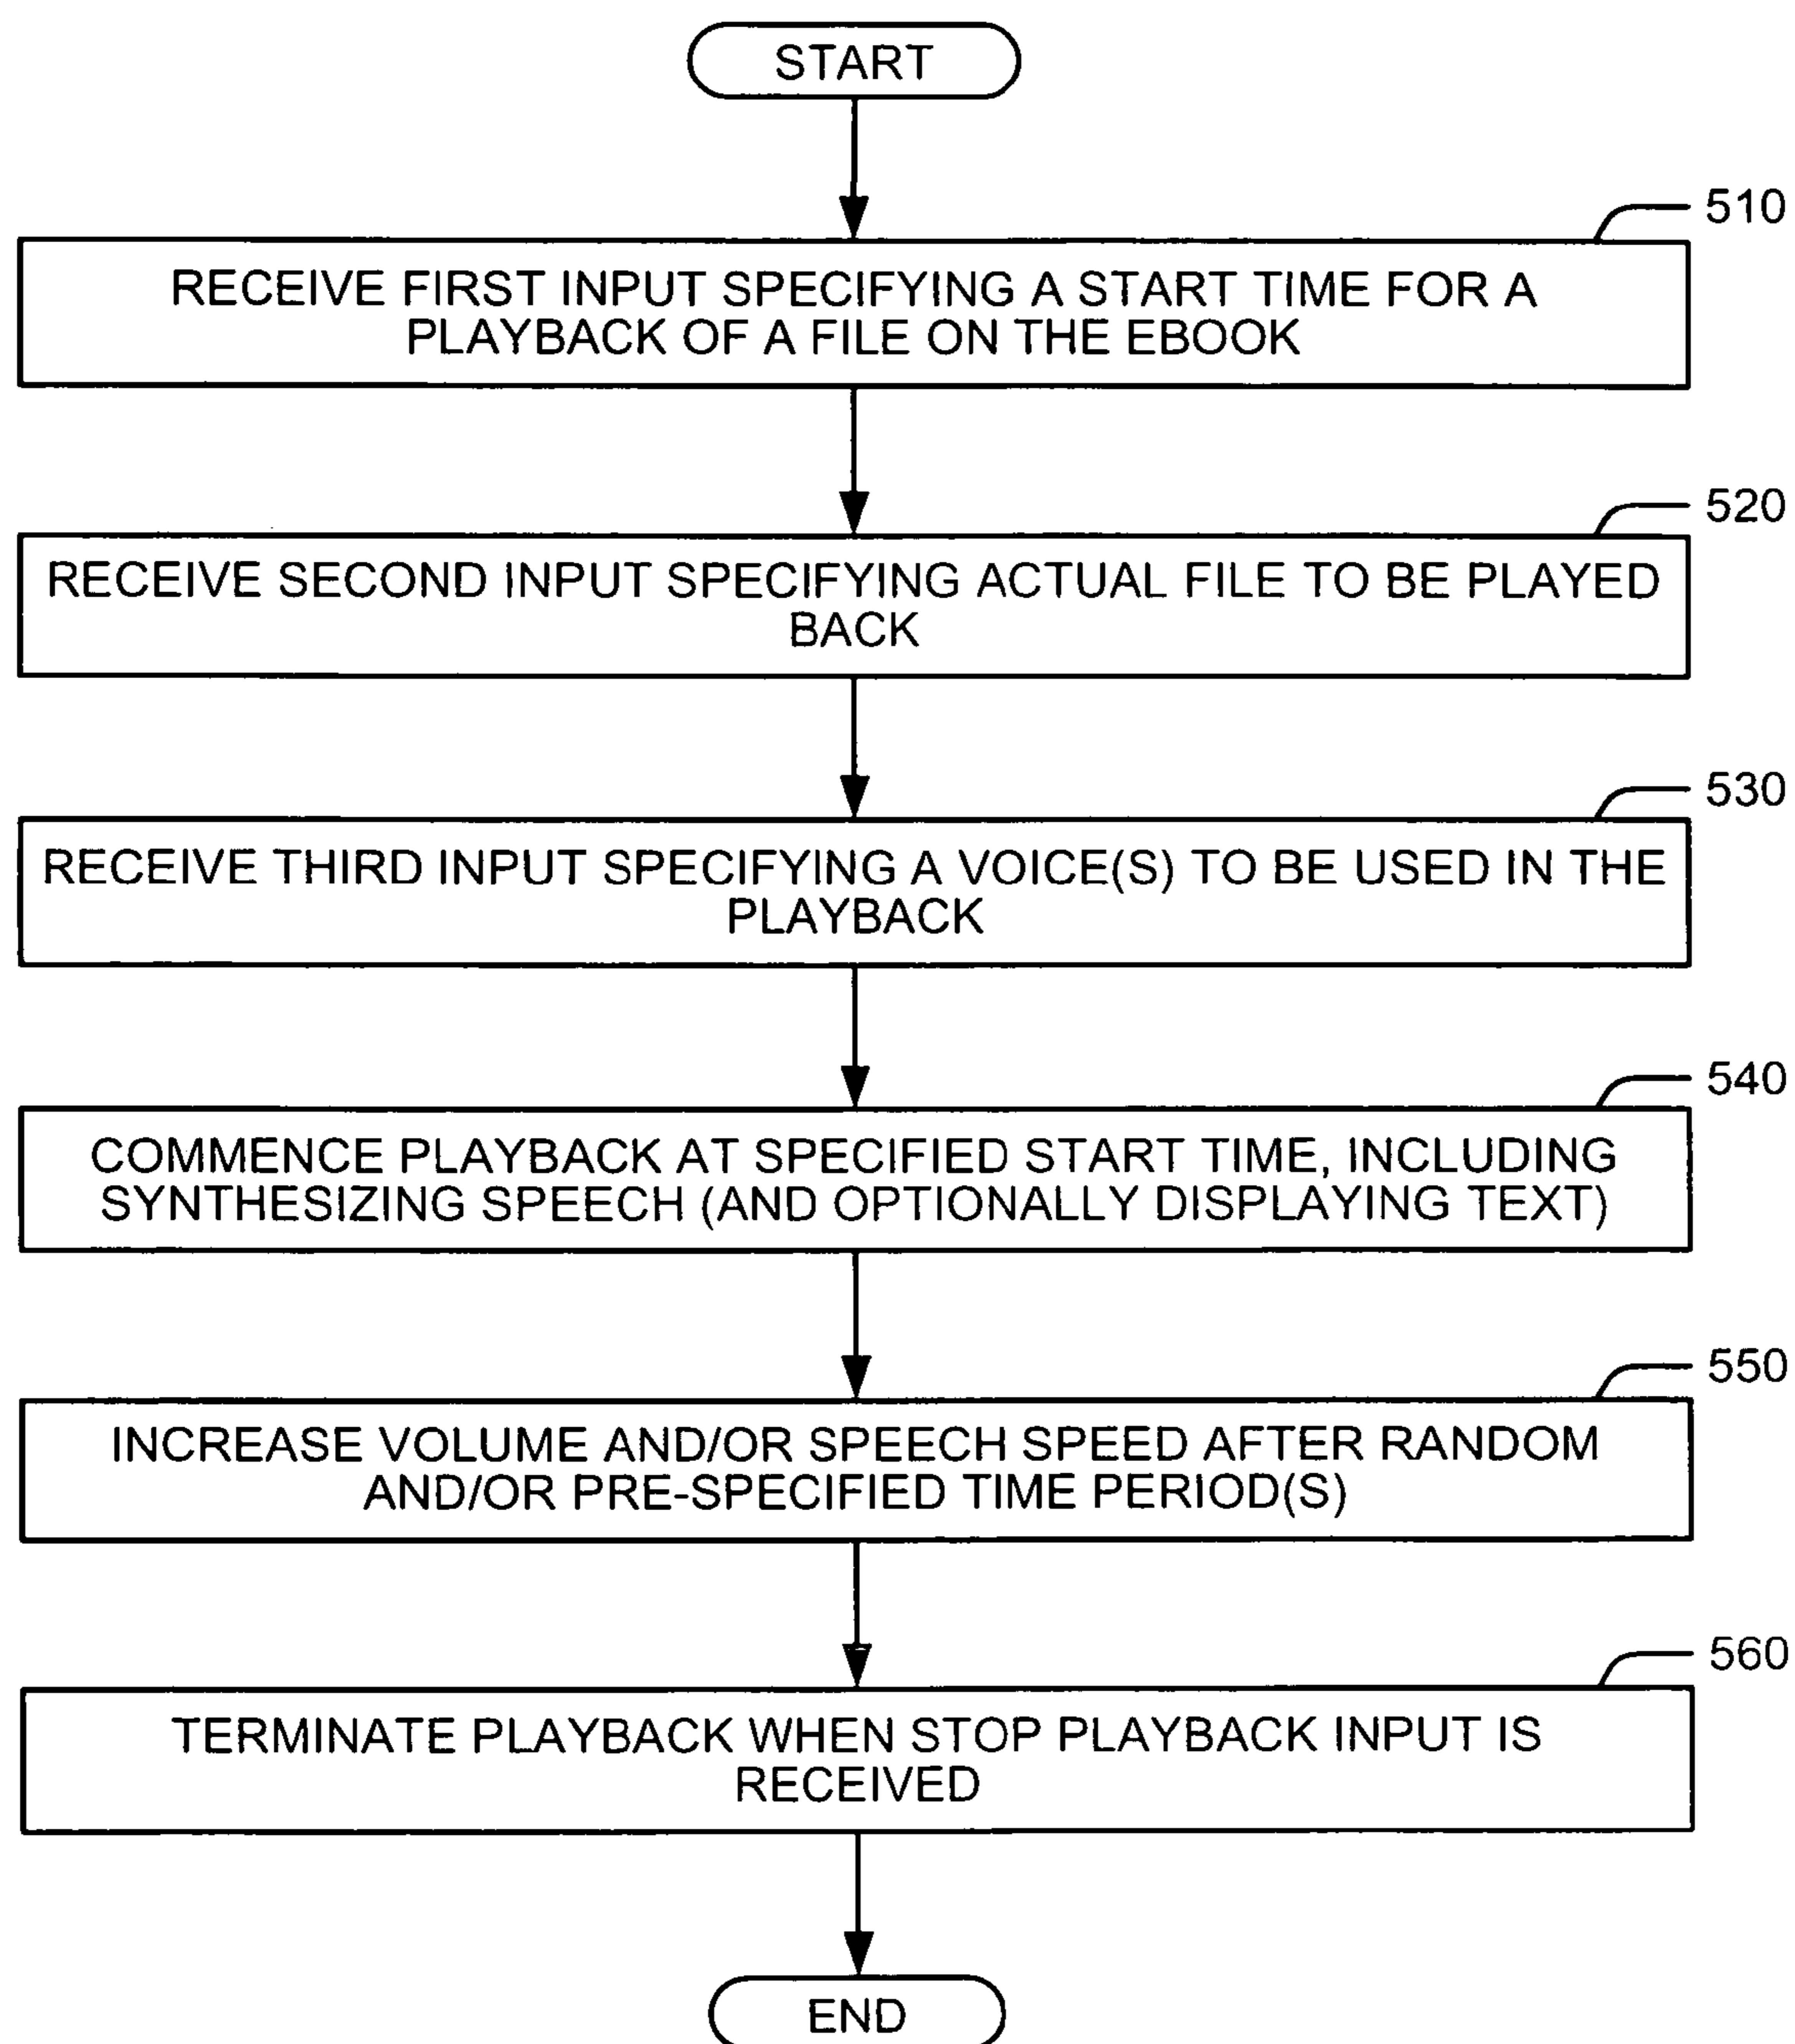 START
510
RECEIVE FIRST INPUT SPECIFYING A START TIME FOR A
PLAYBACK OF A FILE ON THE EBOOK
520
RECEIVE SECOND INPUT SPECIFYING ACTUAL FILE TO BE PLAYED
BACK
530
RECEIVE THIRD INPUT SPECIFYING A VOICE(S) TO BE USED IN THE
PLAYBACK
540
COMMENCE PLAYBACK AT SPECIFIED START TIME, INCLUDING
SYNTHESIZING SPEECH (AND OPTIONALLY DISPLAYING TEXT)
550
INCREASE VOLUME AND/OR SPEECH SPEED AFTER RANDOM
AND/OR PRE-SPECIFIED TIME PERIOD(S)
560
TERMINATE PLAYBACK WHEN STOP PLAYBACK INPUT IS
RECEIVED
END